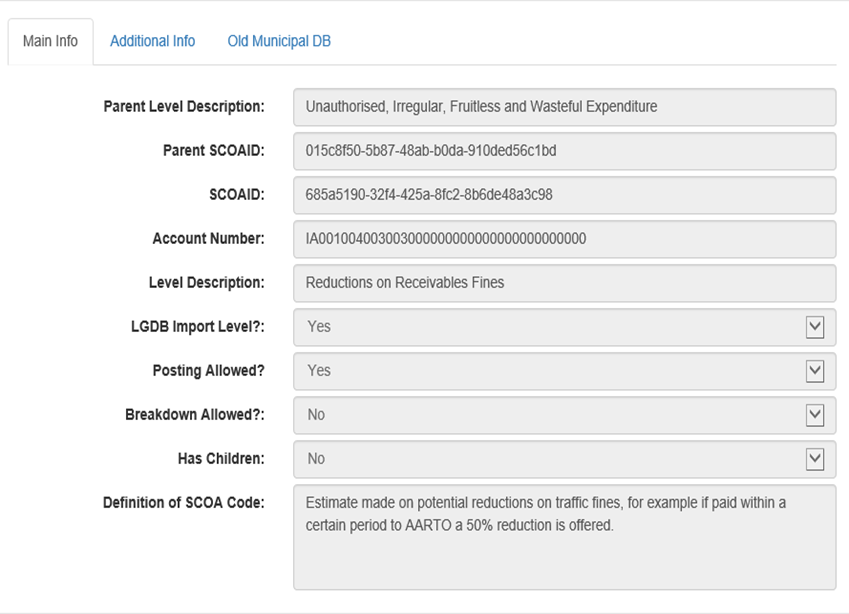 Main Info Additional Info Old Municipal DB
Parent Level Description: Unauthorised, Irregular, Fruitless and Wasteful Expenditure
Parent SCOAID: 015c8f50-5b87-48ab-b0da-910ded56c1bd
SCOAID: 685a5190-32f4-425a-8fc2-8b6de48a3c98
Account Number: IA001004003003000000000000000000000000
Level Description: Reductions on Receivables Fines
LGDB Import Level?: Yes
Posting Allowed? Yes
Breakdown Allowed?: No
Has Children: No
Definition of SCOA Code: Estimate made on potential reductions on traffic fines, for example if paid within a
certain period to AARTO a 50% reduction is offered.